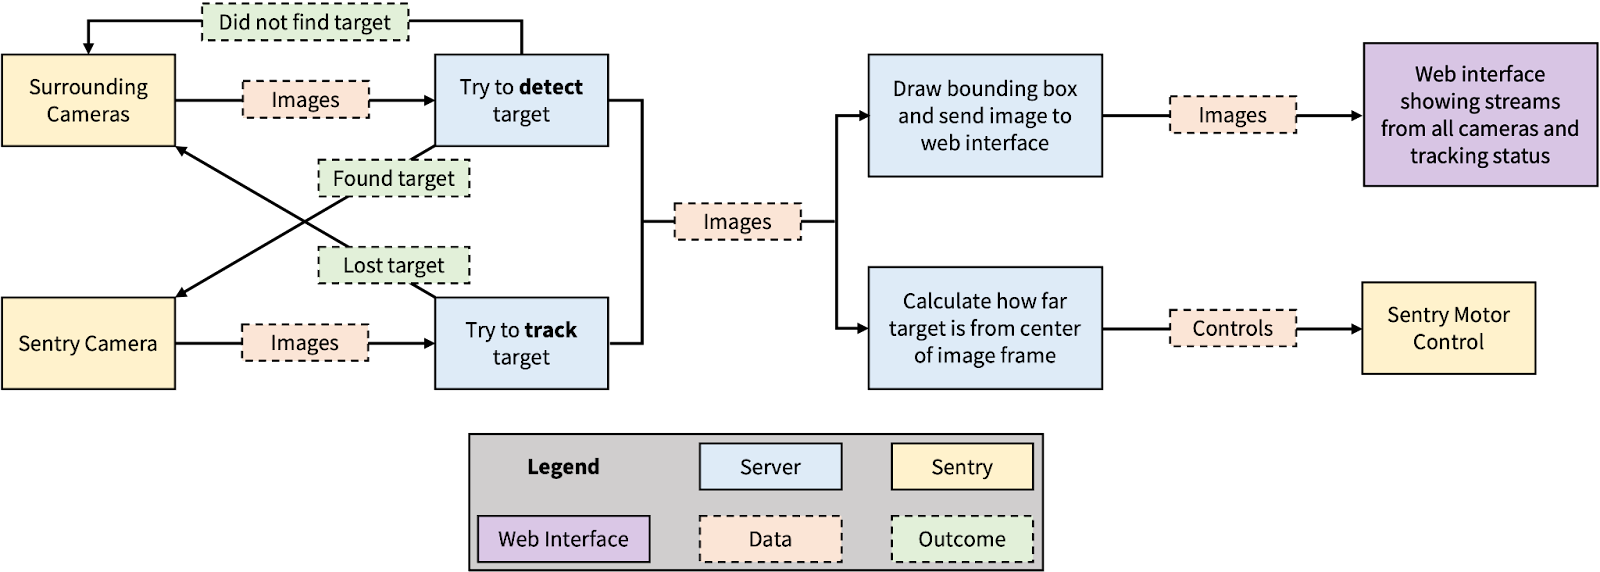 Did not find target
Surrounding
Cameras
Images
Try to detect
target
Found target
Lost target
Sentry Camera
Images
Try to track
target
Images
Draw bounding box
and send image to
web interface
Images
Web interface
showing streams
from all cameras and
tracking status
Calculate how far
target is from center
of image frame
Controls
Sentry Motor
Control
Legend
Server
Sentry
Web Interface
Data
Outcome